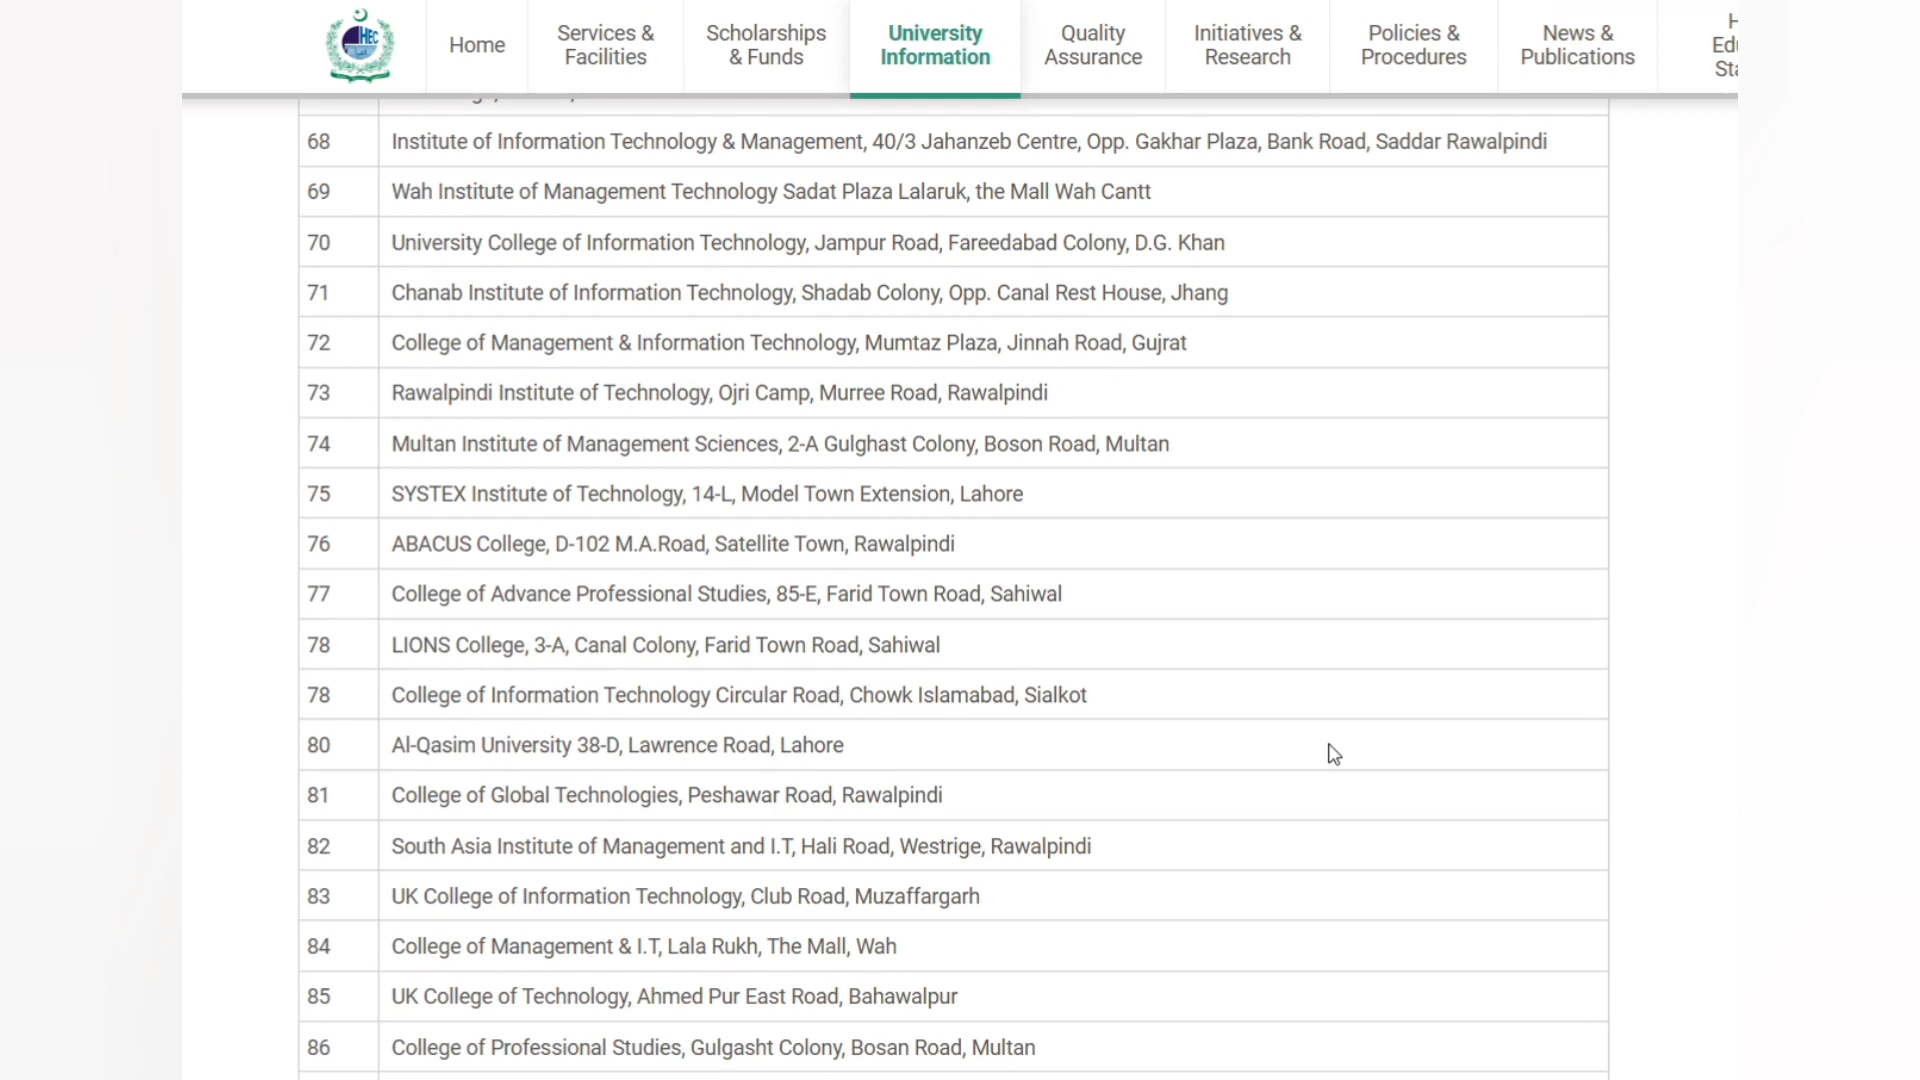 HEC
Home
Services &
Facilities
Scholarships
& Funds
University
Information
Quality
Assurance
Initiatives &
Research
Policies &
Procedures
News &
Publications
68 Institute of Information Technology & Management, 40/3 Jahanzeb Centre, Opp. Gakhar Plaza, Bank Road, Saddar Rawalpindi
69 Wah Institute of Management Technology Sadat Plaza Lalaruk, the Mall Wah Cantt
70 University College of Information Technology, Jampur Road, Fareedabad Colony, D.G. Khan
71 Chanab Institute of Information Technology, Shadab Colony, Opp. Canal Rest House, Jhang
72 College of Management & Information Technology, Mumtaz Plaza, Jinnah Road, Gujrat
73 Rawalpindi Institute of Technology, Ojri Camp, Murree Road, Rawalpindi
74 Multan Institute of Management Sciences, 2-A Gulghast Colony, Boson Road, Multan
75 SYSTEX Institute of Technology, 14-L, Model Town Extension, Lahore
76 ABACUS College, D-102 M.A.Road, Satellite Town, Rawalpindi
77 College of Advance Professional Studies, 85-E, Farid Town Road, Sahiwal
78 LIONS College, 3-A, Canal Colony, Farid Town Road, Sahiwal
78 College of Information Technology Circular Road, Chowk Islamabad, Sialkot
80 Al-Qasim University 38-D, Lawrence Road, Lahore
81 College of Global Technologies, Peshawar Road, Rawalpindi
82 South Asia Institute of Management and I.T, Hali Road, Westrige, Rawalpindi
83 UK College of Information Technology, Club Road, Muzaffargarh
84 College of Management & I.T, Lala Rukh, The Mall, Wah
85 UK College of Technology, Ahmed Pur East Road, Bahawalpur
86 College of Professional Studies, Gulgasht Colony, Bosan Road, Multan